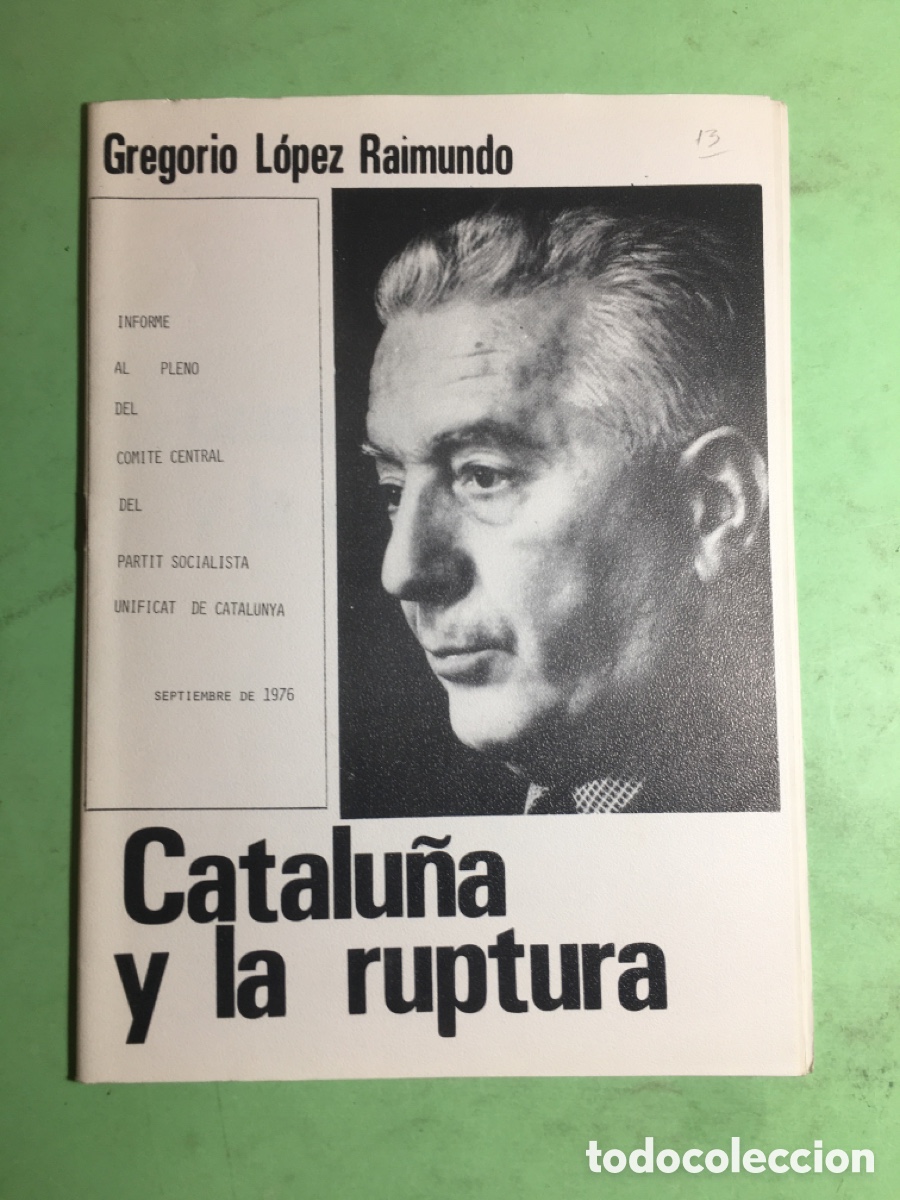 Gregorio López Raimundo
13
INFORME
AL PLENO
DEL
COMITE CENTRAL
DEL
PARTIT SOCIALISTA
UNIFICAT DE CATALUNYA
SEPTIEMBRE DE 1976
Cataluña
y la ruptura
todocoleccion